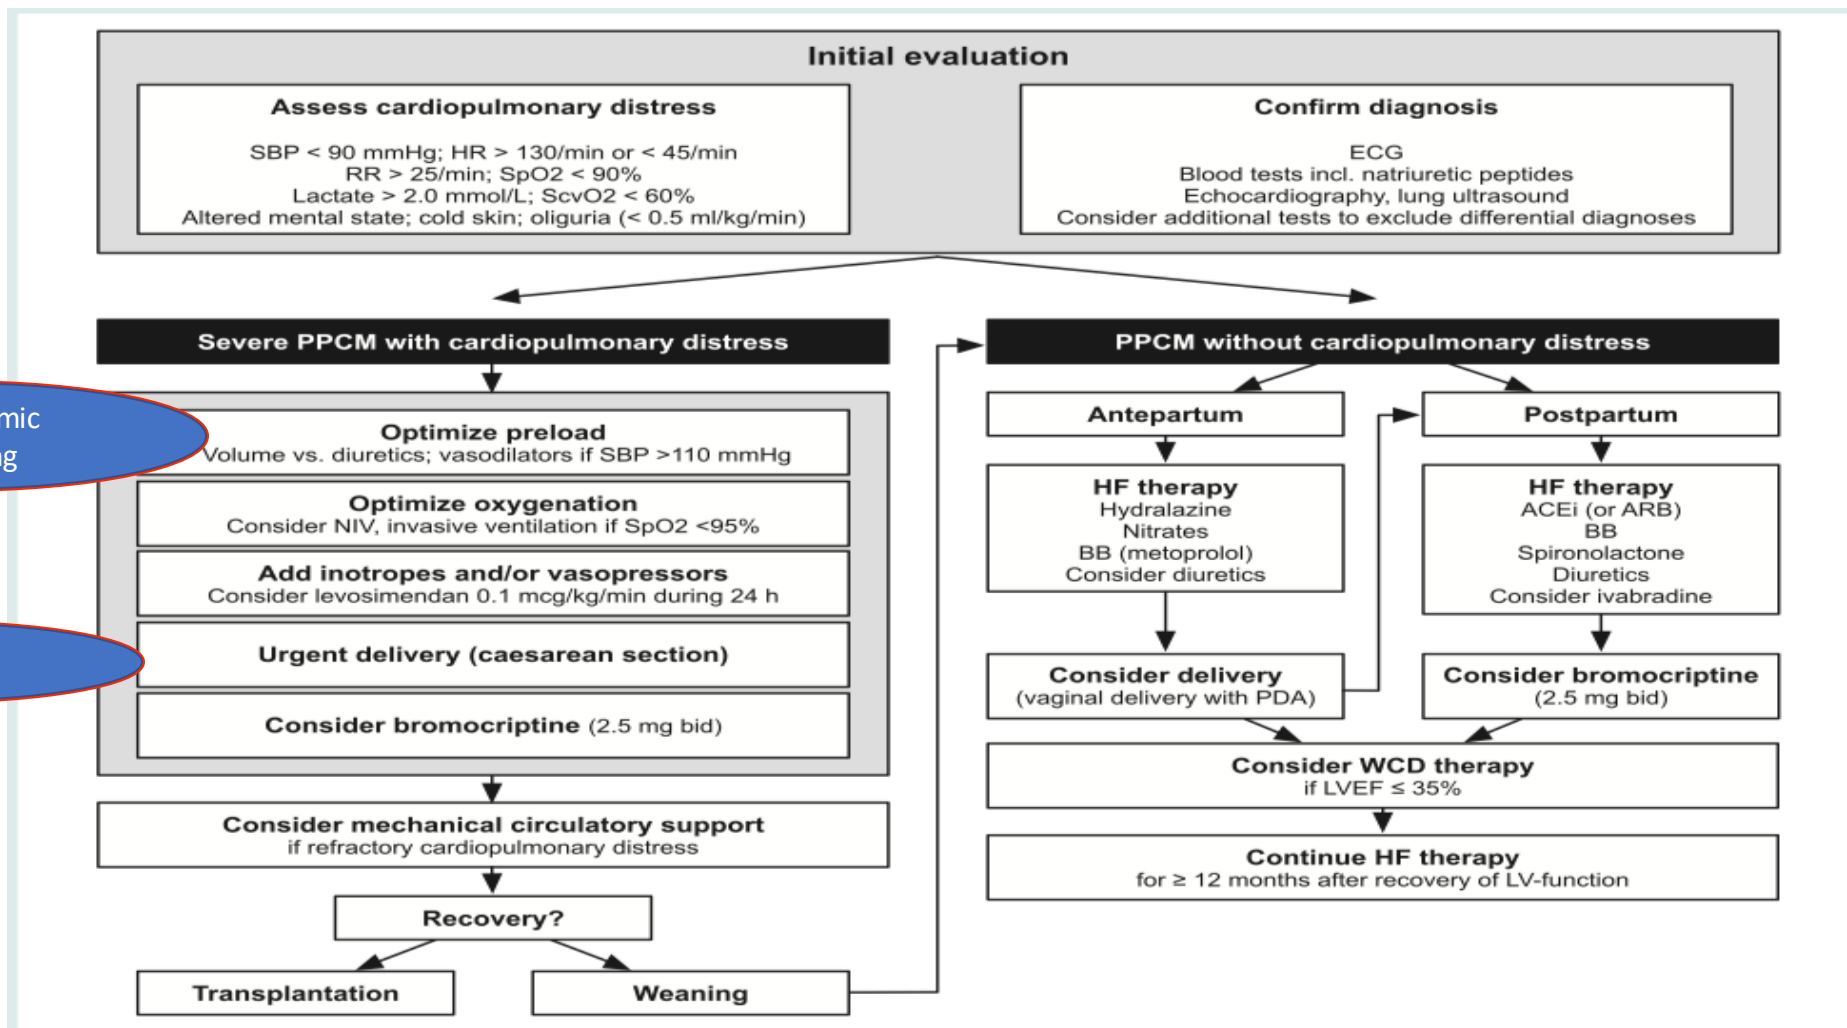 Initial evaluation
Assess cardiopulmonary distress
SBP < 90 mmHg; HR > 130/min or < 45/min
RR > 25/min; SpO2 < 90%
Lactate > 2.0 mmol/L; ScvO2 < 60%
Altered mental state; cold skin; oliguria (< 0.5 ml/kg/min)
Confirm diagnosis
ECG
Blood tests incl. natriuretic peptides
Echocardiography, lung ultrasound
Consider additional tests to exclude differential diagnoses
Severe PPCM with cardiopulmonary distress
Optimize preload
Volume vs. diuretics; vasodilators if SBP >110 mmHg
Optimize oxygenation
Consider NIV, invasive ventilation if SpO2 <95%
Add inotropes and/or vasopressors
Consider levosimendan 0.1 mcg/kg/min during 24 h
Urgent delivery (caesarean section)
Consider bromocriptine (2.5 mg bid)
Consider mechanical circulatory support
if refractory cardiopulmonary distress
Recovery?
Transplantation
Weaning
PPCM without cardiopulmonary distress
Antepartum
HF therapy
Hydralazine
Nitrates
BB (metoprolol)
Consider diuretics
Consider delivery
(vaginal delivery with PDA)
Postpartum
HF therapy
ACEi (or ARB)
BB
Spironolactone
Diuretics
Consider ivabradine
Consider bromocriptine
(2.5 mg bid)
Consider WCD therapy
if LVEF ≤ 35%
Continue HF therapy
for ≥ 12 months after recovery of LV-function